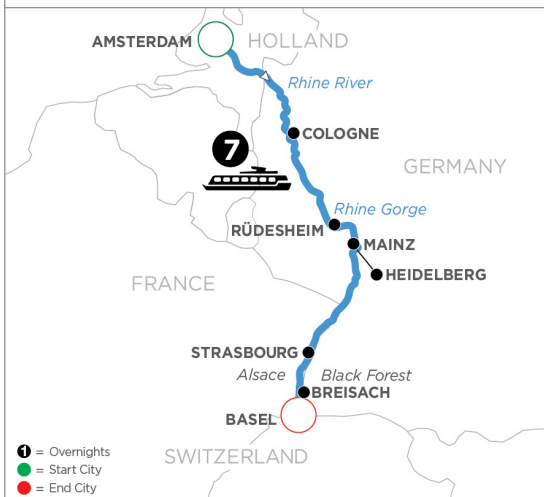 AMSTERDAM
HOLLAND
Rhine River
COLOGNE
7
GERMANY
Rhine Gorge
RÜDESHEIM
MAINZ
HEIDELBERG
FRANCE
STRASBOURG
Alsace
Black Forest
BREISACH
BASEL
SWITZERLAND
1 = Overnights
= Start City
= End City